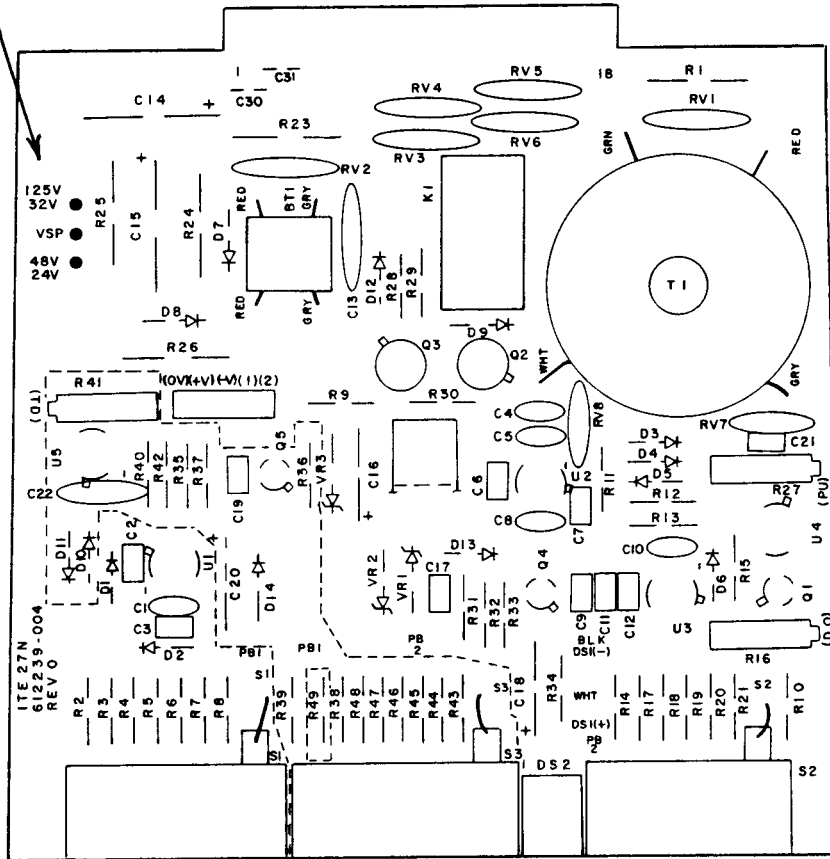 C31
C30
C14
+
R23
RV5
RV4
RV6
RV3
I8
R1
RV1
GRN
RED
125V
32V
VSP
48V
24V
R25
+
C15
R24
D7
RED
BT1
GRY
RV2
RED
GRY
C13
D12
R28
R29
K1
T1
D8
R26
Q3
D9
Q2
WHT
GRY
R41
(TD)
(0V)(+V)(-V)(1)(2)
R9
R30
C4
C5
RV8
RV7
C21
D3
D4
D5
U5
R40
R42
R35
R37
C19
Q5
R36
VR3
C16
+
C6
U2
C7
R11
R12
R13
R27
(PU)
U4
C22
C8
C10
D11
D10
D1
C2
U1
C20
D14
VR2
VR1
C17
D13
R31
R32
R33
Q4
C9
C11
C12
D6
R15
Q1
U3
C1
C3
D2
PB1
PB1
PB
2
BLK
DS1(-)
(DO)
R16
ITE 27N
612239-004
REV 0
R2
R3
R4
R5
R6
R7
R8
S1
R39
R49
R38
R48
R47
R46
R45
R44
R43
S3
C18
+
R34
WHT
DS1(+)
PB
2
R14
R17
R18
R19
R20
R21
S2
R10
S1
S3
DS2
S2